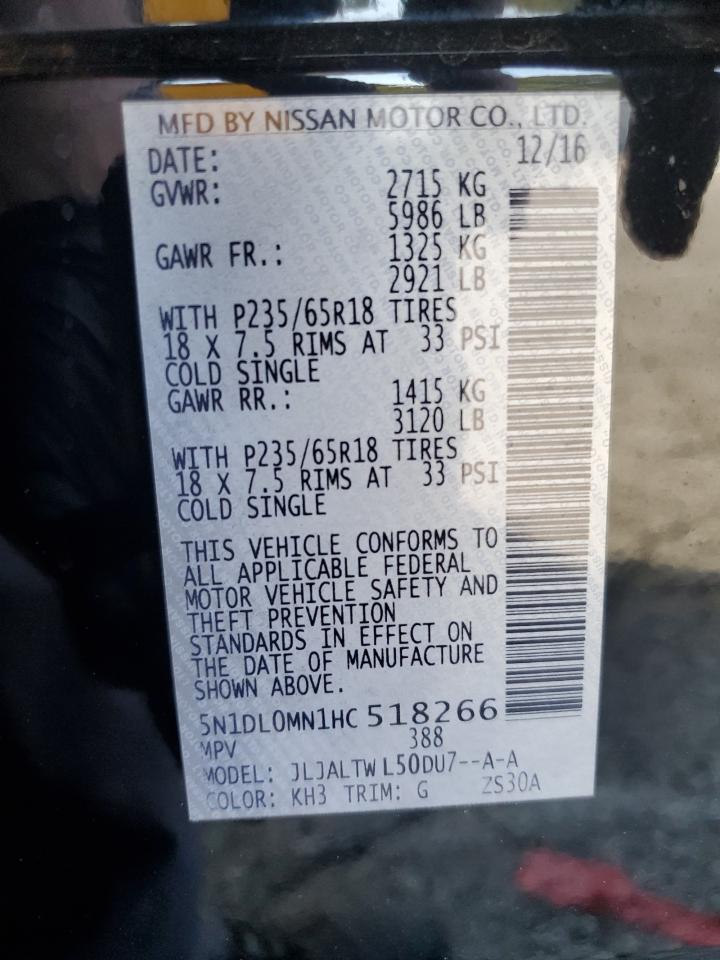 MFD BY NISSAN MOTOR CO., LTD.
DATE: 12/16
GVWR: 2715 KG
5986 LB
GAWR FR.: 1325 KG
2921 LB
WITH P235/65R18 TIRES
18 X 7.5 RIMS AT 33 PSI
COLD SINGLE
GAWR RR.: 1415 KG
3120 LB
WITH P235/65R18 TIRES
18 X 7.5 RIMS AT 33 PSI
COLD SINGLE
THIS VEHICLE CONFORMS TO
ALL APPLICABLE FEDERAL
MOTOR VEHICLE SAFETY AND
THEFT PREVENTION
STANDARDS IN EFFECT ON
THE DATE OF MANUFACTURE
SHOWN ABOVE.
5N1DL0MN1HC 518266
MPV 388
MODEL: JLJALTW L50DU7--A-A
COLOR: KH3 TRIM: G ZS30A